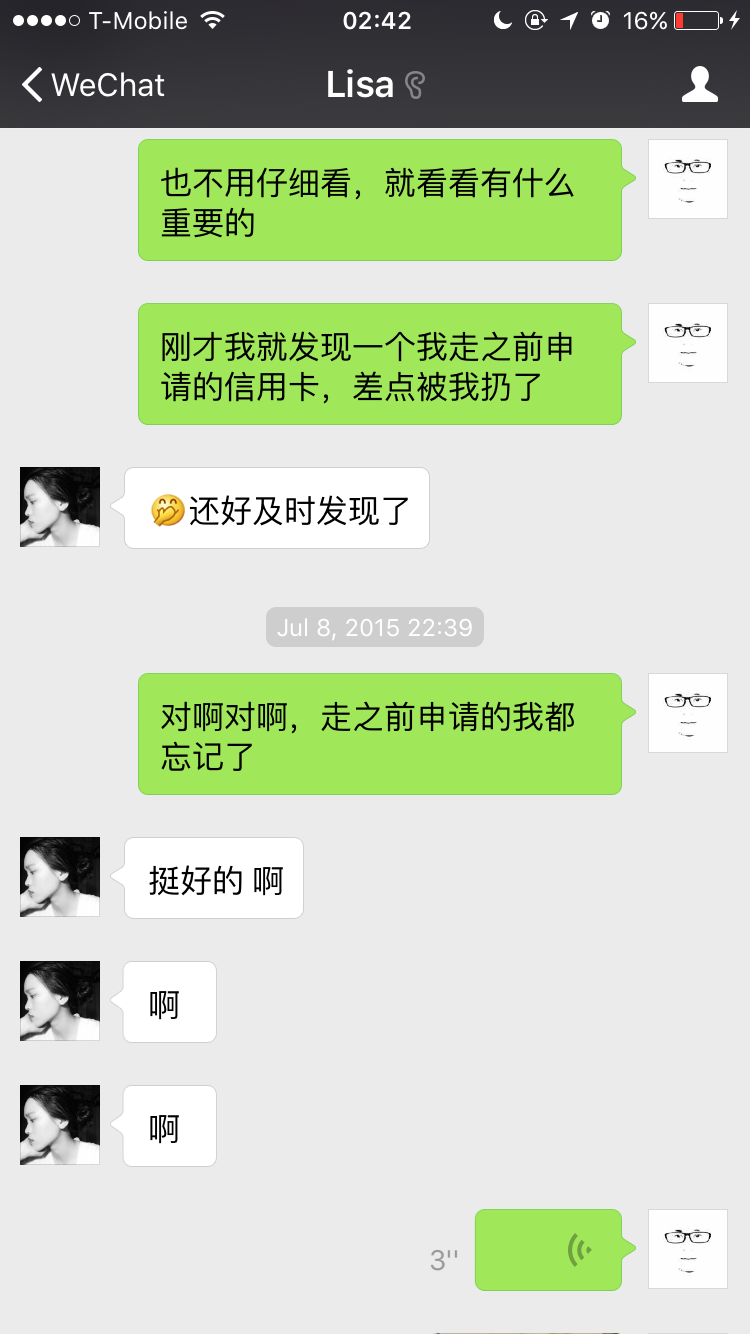 T-Mobile 02:42 16%
WeChat Lisa
也不用仔细看，就看看有什么
重要的
刚才我就发现一个我走之前申
请的信用卡，差点被我扔了
🤭还好及时发现了
Jul 8, 2015 22:39
对啊对啊，走之前申请的我都
忘记了
挺好的 啊
啊
啊
3''